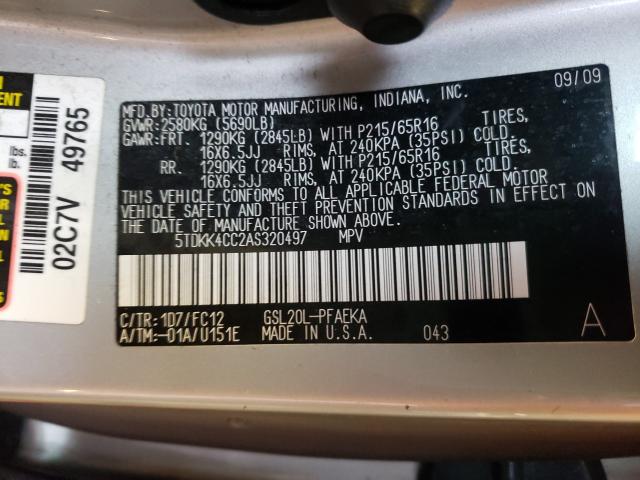 09/09
MFD.BY:TOYOTA MOTOR MANUFACTURING, INDIANA, INC.
GVWR:2580KG (5690LB)
GAWR:FRT. 1290KG (2845LB) WITH P215/65R16 TIRES,
16X6.5JJ RIMS, AT 240KPA (35PSI) COLD.
RR. 1290KG (2845LB) WITH P215/65R16 TIRES,
16X6.5JJ RIMS, AT 240KPA (35PSI) COLD.
THIS VEHICLE CONFORMS TO ALL APPLICABLE FEDERAL MOTOR
VEHICLE SAFETY AND THEFT PREVENTION STANDARDS IN EFFECT ON
THE DATE OF MANUFACTURE SHOWN ABOVE.
5TDKK4CC2AS320497 MPV
C/TR: 1D7/FC12 GSL20L-PFAEKA
A/TM:-01A/U151E MADE IN U.S.A. 043 A
02C7V 49765
lbs.
lb.